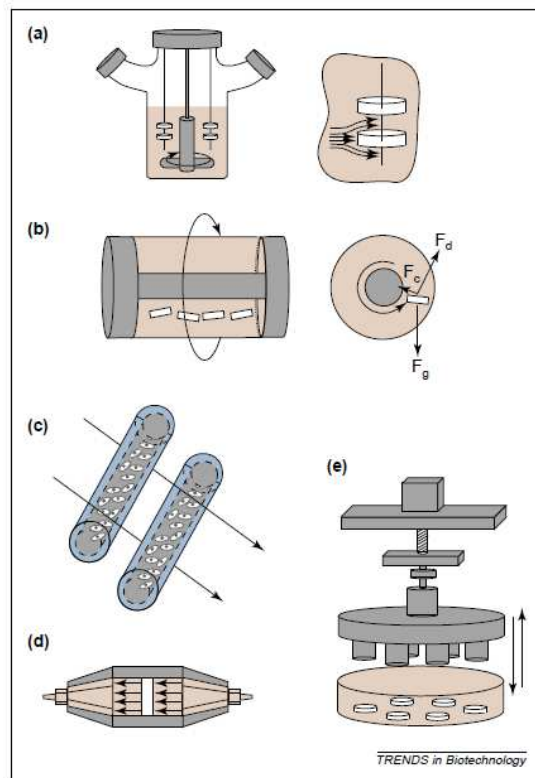 (a)
(b)
F_d
F_c
F_g
(c)
(e)
(d)
TRENDS in Biotechnology